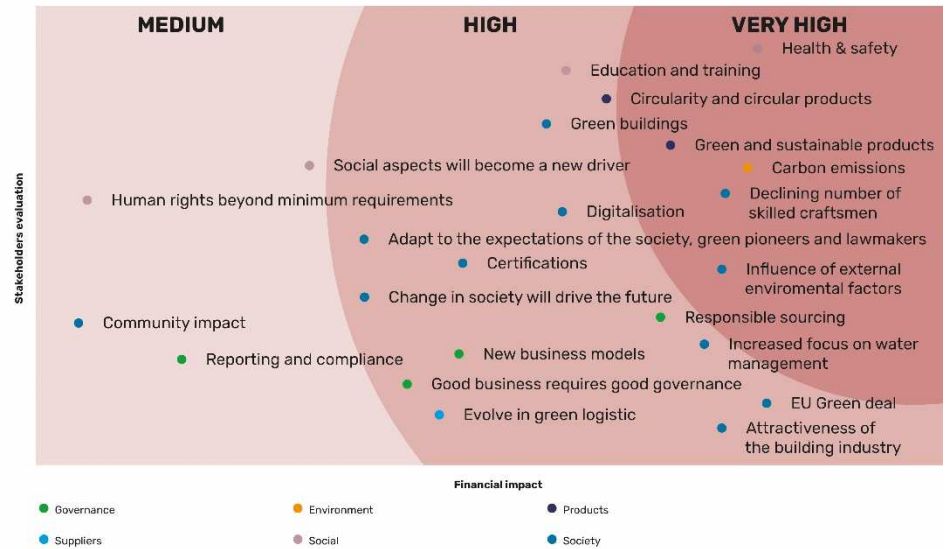 MEDIUM
HIGH
VERY HIGH
Health & safety
Education and training
Circularity and circular products
Green buildings
Green and sustainable products
Social aspects will become a new driver
Carbon emissions
Declining number of
skilled craftsmen
Human rights beyond minimum requirements
Digitalisation
Adapt to the expectations of the society, green pioneers and lawmakers
Certifications
Influence of external
enviromental factors
Change in society will drive the future
Responsible sourcing
Community impact
Increased focus on water
management
New business models
Reporting and compliance
Good business requires good governance
EU Green deal
Evolve in green logistic
Attractiveness of
the building industry
Stakeholders evaluation
Financial impact
Governance
Environment
Products
Suppliers
Social
Society